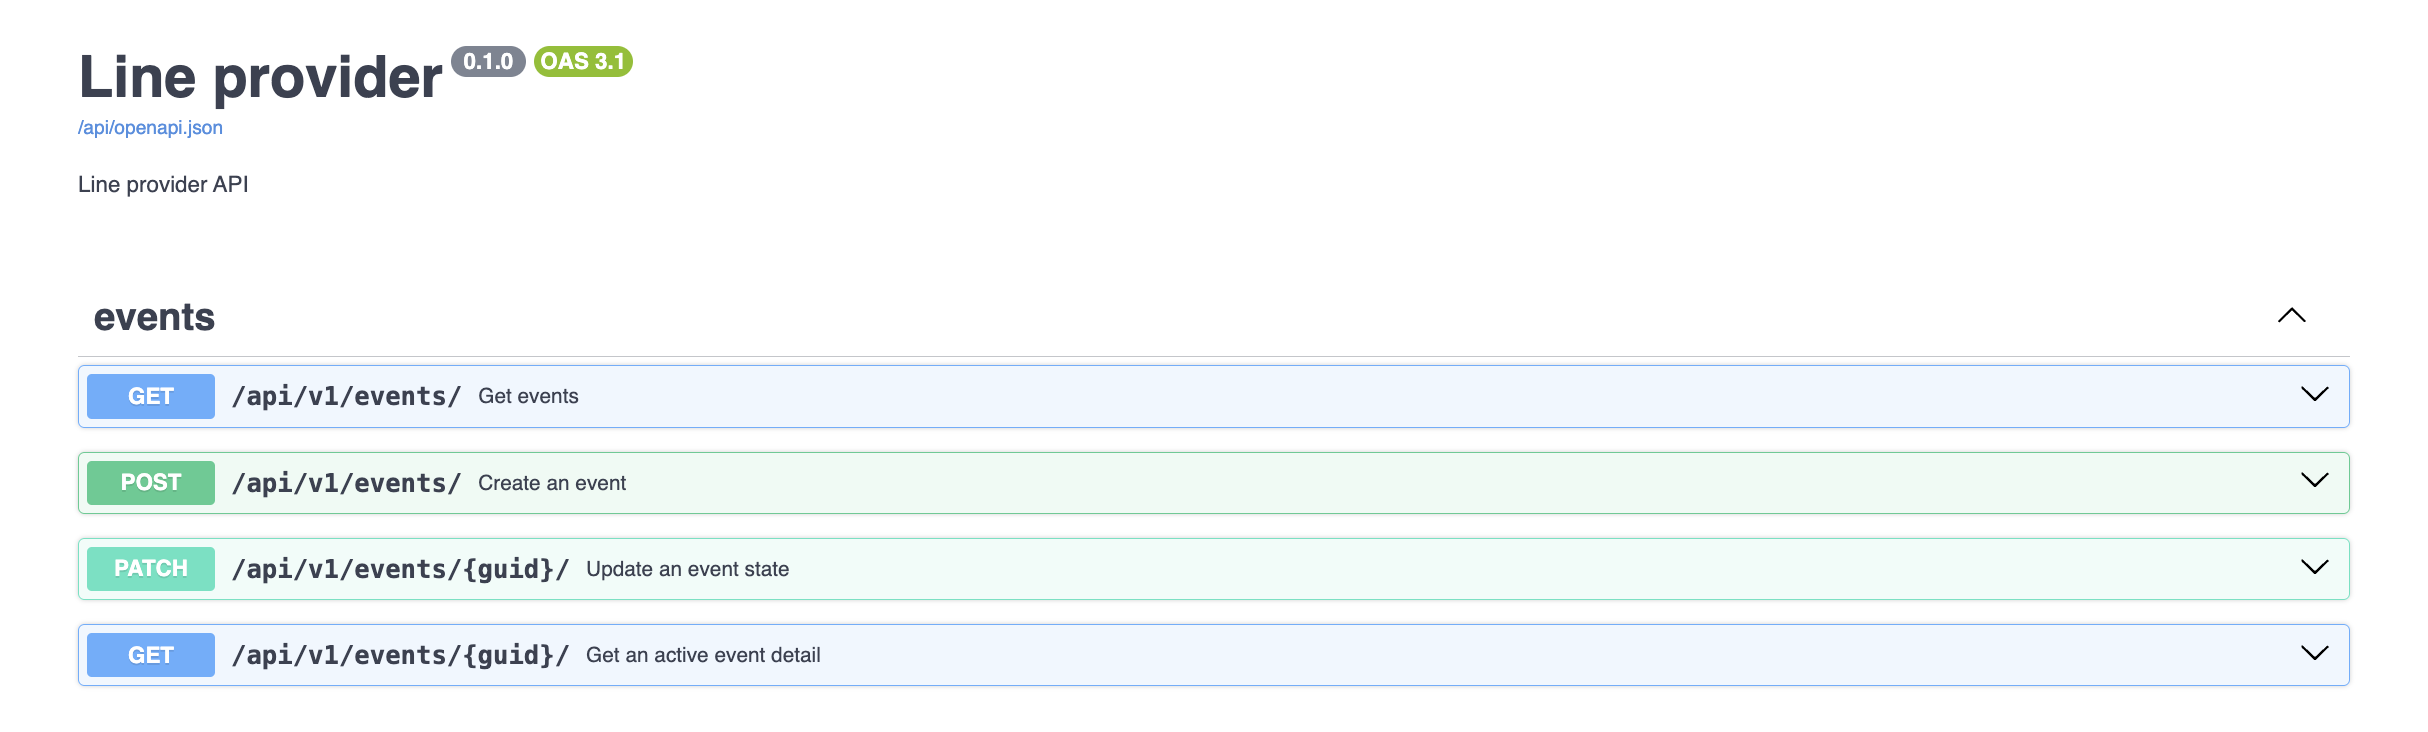 Line provider 0.1.0 OAS 3.1
/api/openapi.json
Line provider API
events
GET /api/v1/events/ Get events
POST /api/v1/events/ Create an event
PATCH /api/v1/events/{guid}/ Update an event state
GET /api/v1/events/{guid}/ Get an active event detail